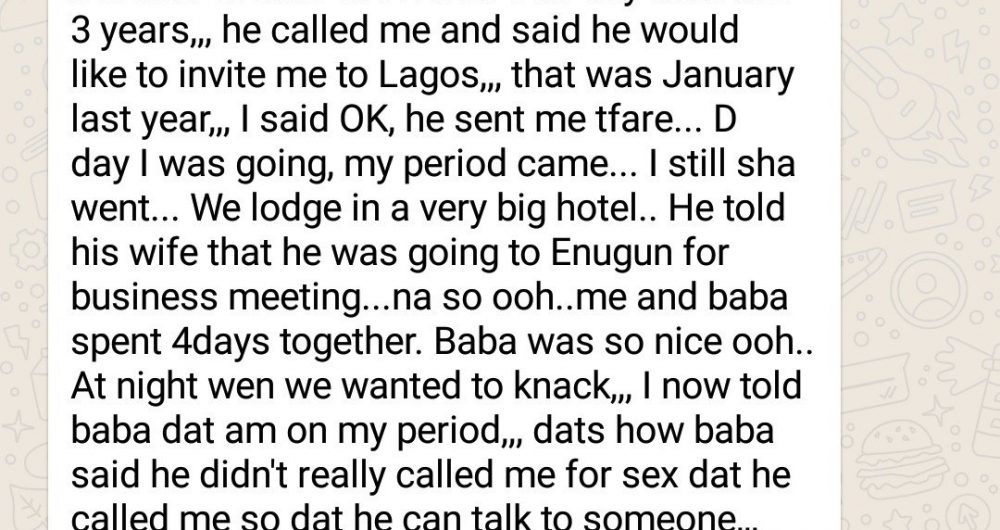 3 years,,, he called me and said he would
like to invite me to Lagos,,, that was January
last year,,, I said OK, he sent me tfare... D
day I was going, my period came... I still sha
went... We lodge in a very big hotel.. He told
his wife that he was going to Enugun for
business meeting...na so ooh..me and baba
spent 4days together. Baba was so nice ooh..
At night wen we wanted to knack,,, I now told
baba dat am on my period,,, dats how baba
said he didn't really called me for sex dat he
called me so dat he can talk to someone...